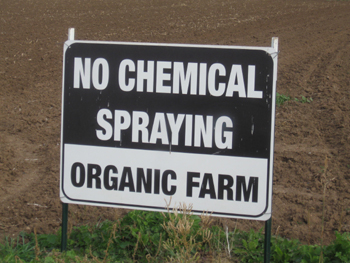 NO CHEMICAL
SPRAYING
ORGANIC FARM